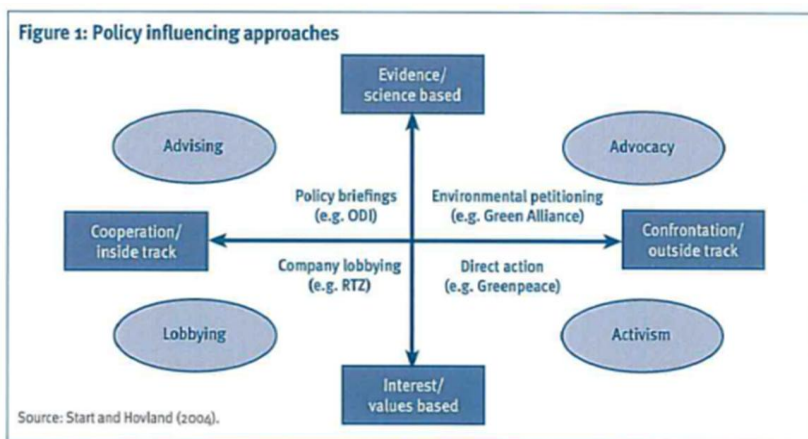 Figure 1: Policy influencing approaches
Evidence/
science based
Advising
Advocacy
Policy briefings
(e.g. ODI)
Environmental petitioning
(e.g. Green Alliance)
Cooperation/
inside track
Confrontation/
outside track
Company lobbying
(e.g. RTZ)
Direct action
(e.g. Greenpeace)
Lobbying
Activism
Interest/
values based
Source: Start and Hovland (2004).